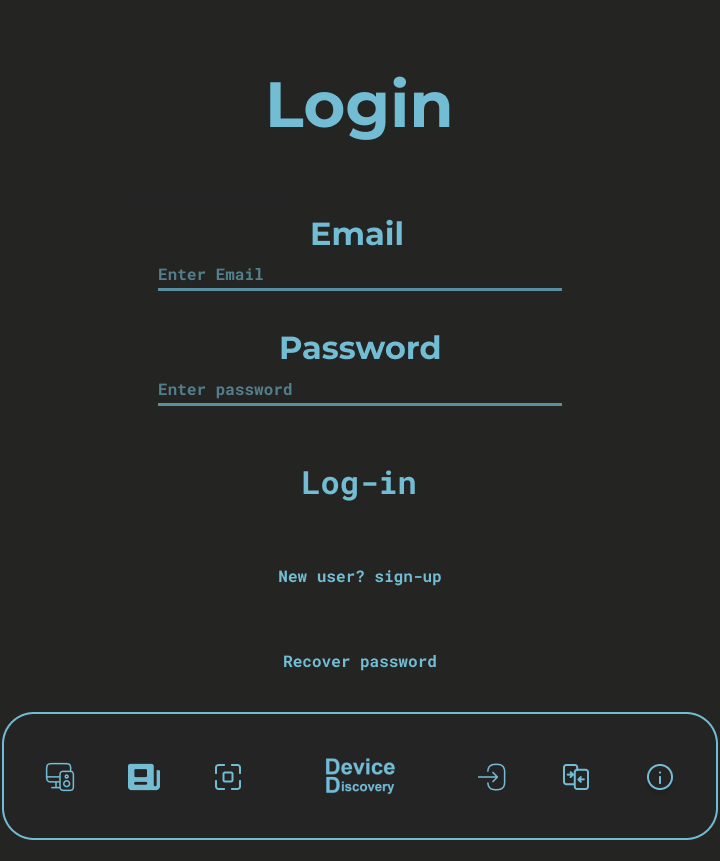 Login
Email
Enter Email
Password
Enter password
Log-in
New user? sign-up
Recover password
Device
Discovery